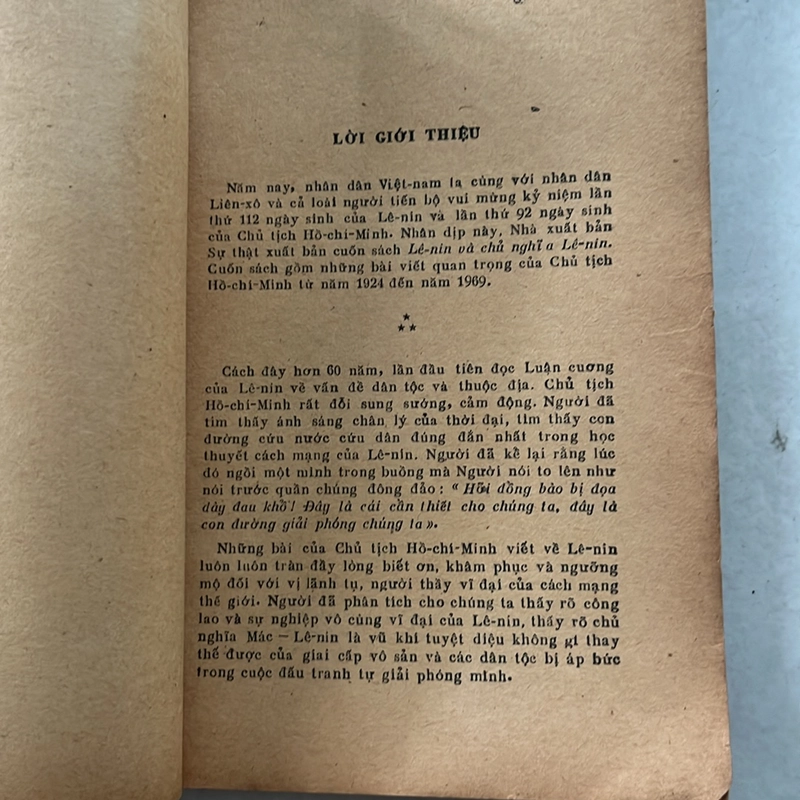 LỜI GIỚI THIỆU
Năm nay, nhân dân Việt-nam ta cùng với nhân dân
Liên-xô và cả loài người tiến bộ vui mừng kỷ niệm lần
thứ 112 ngày sinh của Lê-nin và lần thứ 92 ngày sinh
của Chủ tịch Hồ-chí-Minh. Nhân dịp này, Nhà xuất bản
Sự thật xuất bản cuốn sách Lê-nin và chủ nghĩa Lê-nin.
Cuốn sách gồm những bài viết quan trọng của Chủ tịch
Hồ-chí-Minh từ năm 1924 đến năm 1969.
Cách đây hơn 60 năm, lần đầu tiên đọc Luận cương
của Lê-nin về vấn đề dân tộc và thuộc địa. Chủ tịch
Hồ-chí-Minh rất đỗi sung sướng, cảm động. Người đã
tìm thấy ánh sáng chân lý của thời đại, tìm thấy con
đường cứu nước cứu dân đúng đắn nhất trong học
thuyết cách mạng của Lê-nin. Người đã kể lại rằng lúc
đó ngồi một mình trong buồng mà Người nói to lên như
nói trước quần chúng đông đảo : « Hỡi đồng bào bị đọa
đày đau khổ! Đây là cái cần thiết cho chúng ta, đây là
con đường giải phóng chúng ta ».
Những bài của Chủ tịch Hồ-chí-Minh viết về Lê-nin
luôn luôn tràn đầy lòng biết ơn, khâm phục và ngưỡng
mộ đối với vị lãnh tụ, người thầy vĩ đại của cách mạng
thế giới. Người đã phân tích cho chúng ta thấy rõ công
lao và sự nghiệp vô cùng vĩ đại của Lê-nin, thấy rõ chủ
nghĩa Mác — Lê-nin là vũ khí tuyệt diệu không gì thay
thế được của giai cấp vô sản và các dân tộc bị áp bức
trong cuộc đấu tranh tự giải phóng mình.